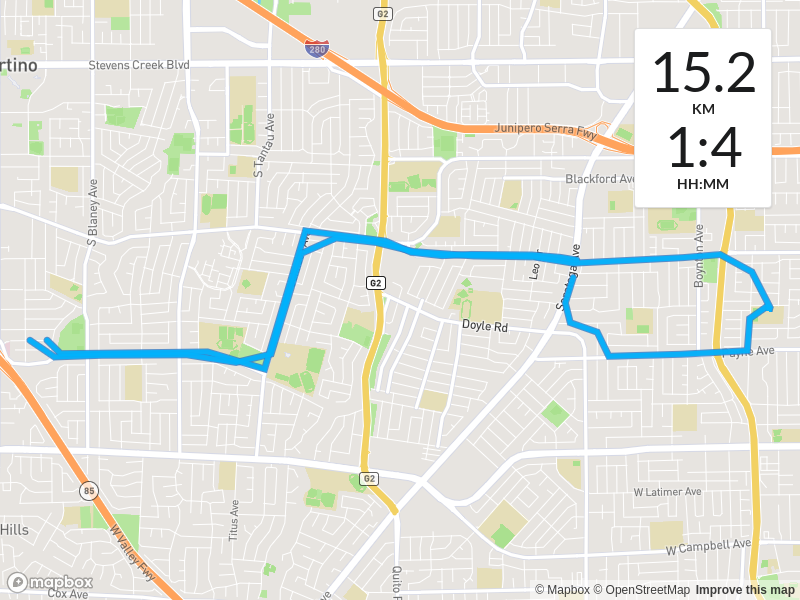 G2
280
rtino
Stevens Creek Blvd
15.2
KM
1:4
HH:MM
Junipero Serra Fwy
S Tantau Ave
Blackford Ave
S Blaney Ave
Boynton Ave
Leo
Saratoga Ave
G2
Doyle Rd
Payne Ave
G2
85
W Latimer Ave
Titus Ave
Hills
W Valley Fwy
W Campbell Ave
Quito R
mapbox
Cox Ave
© Mapbox © OpenStreetMap Improve this map